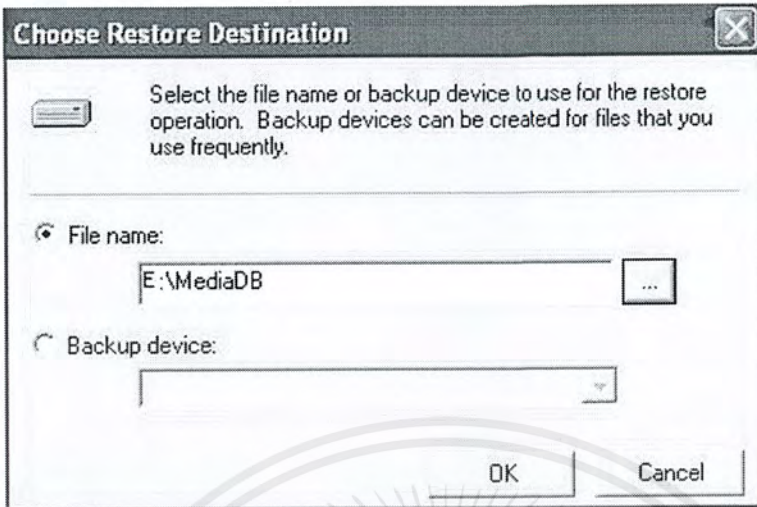 Choose Restore Destination
Select the file name or backup device to use for the restore
operation. Backup devices can be created for files that you
use frequently.
File name:
E:\MediaDB
...
Backup device:
OK
Cancel